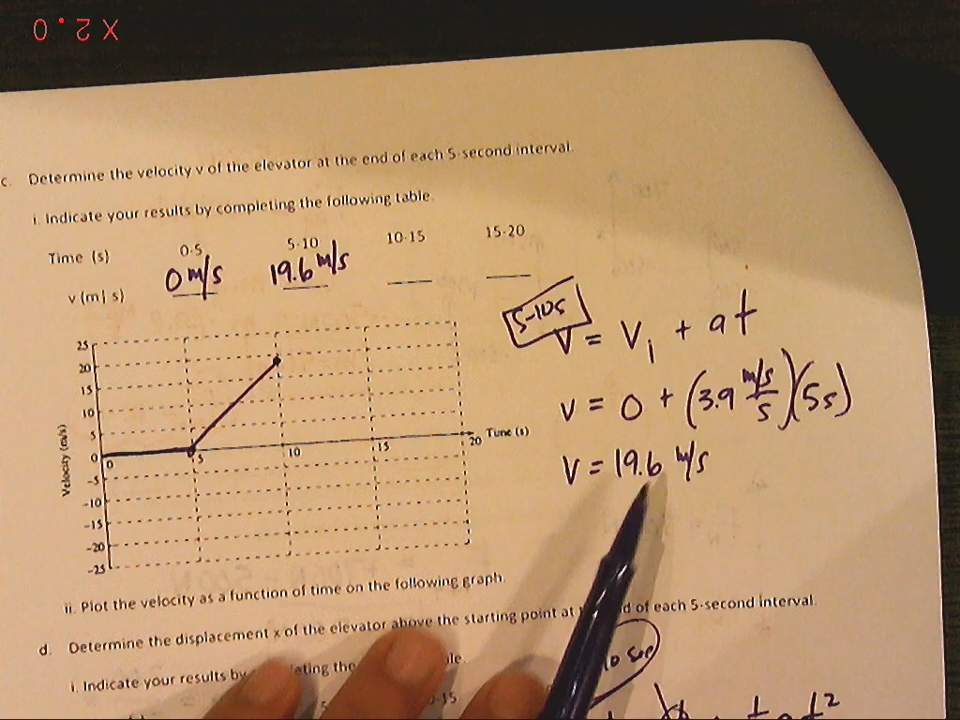 X 2.0
c. Determine the velocity v of the elevator at the end of each 5-second interval.
i. Indicate your results by completing the following table.
Time (s) 0-5 5-10 10-15 15-20
v (m| s) 0 m/s 19.6 m/s
5-10s
V = V₁ + at
V = 0 + (3.9 m/s/s)(5s)
V = 19.6 m/s
Velocity (m/s)
25
20
15
10
5
0
-5
-10
-15
-20
-25
0 5 10 15 20 Time (s)
ii. Plot the velocity as a function of time on the following graph.
d. Determine the displacement x of the elevator above the starting point at of each 5-second interval.
10 sec
i. Indicate your results by the